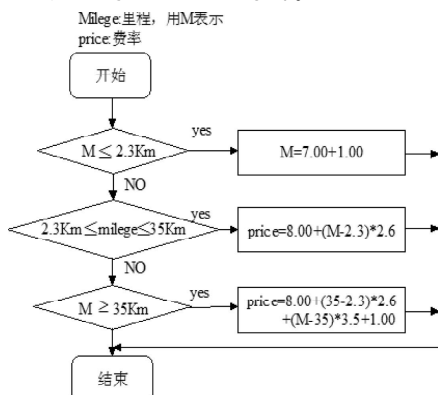 Milege:里程，用M表示
price:费率
开始
yes
M ≤ 2.3Km
M=7.00+1.00
NO
yes
2.3Km≤milege≤35Km
price=8.00+(M-2.3)*2.6
NO
yes
M ≥ 35Km
price=8.00+(35-2.3)*2.6
+(M-35)*3.5+1.00
结束